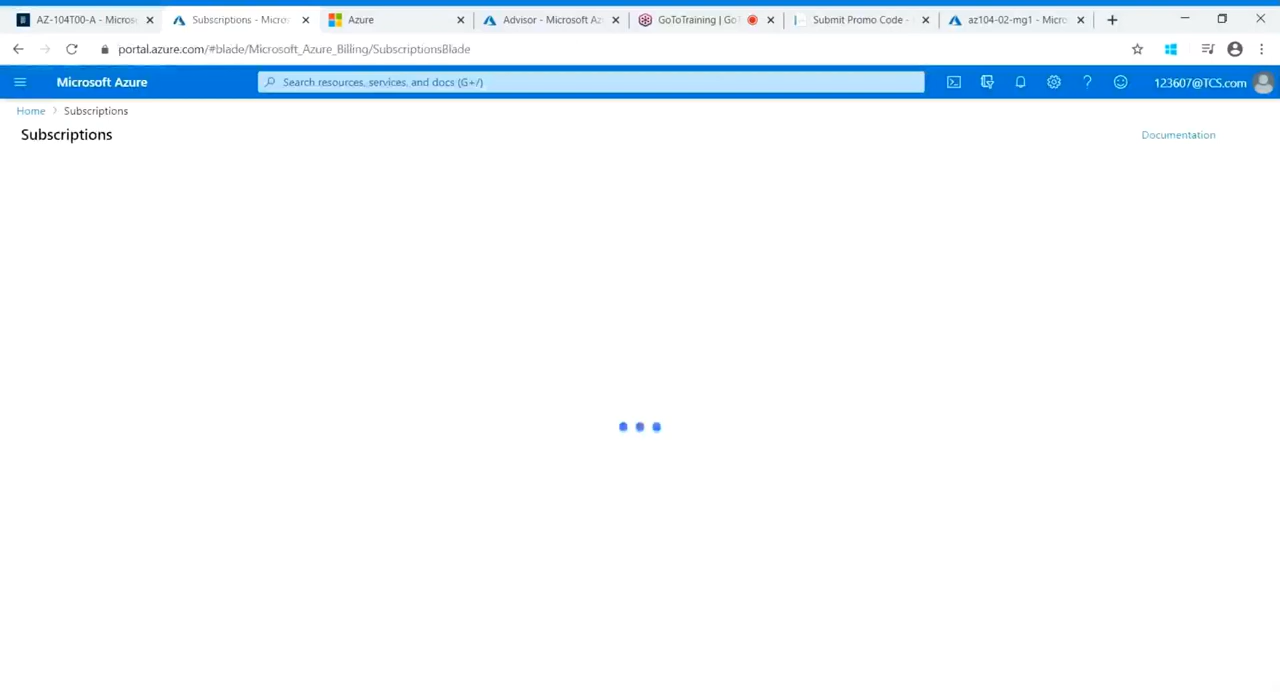 AZ-104T00-A - Micros
Subscriptions - Micros
Azure
Advisor - Microsoft Az
GoToTraining | Go
Submit Promo Code -
az104-02-mg1 - Micro
portal.azure.com/#blade/Microsoft_Azure_Billing/SubscriptionsBlade
Microsoft Azure
Search resources, services, and docs (G+/)
123607@TCS.com
Home > Subscriptions
Subscriptions
Documentation